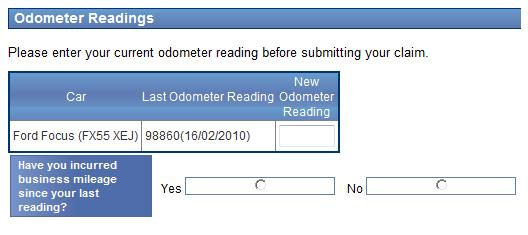 Odometer Readings
Please enter your current odometer reading before submitting your claim.
Car Last Odometer Reading New Odometer Reading
Ford Focus (FX55 XEJ) 98860(16/02/2010)
Have you incurred
business mileage
since your last
reading?
Yes No